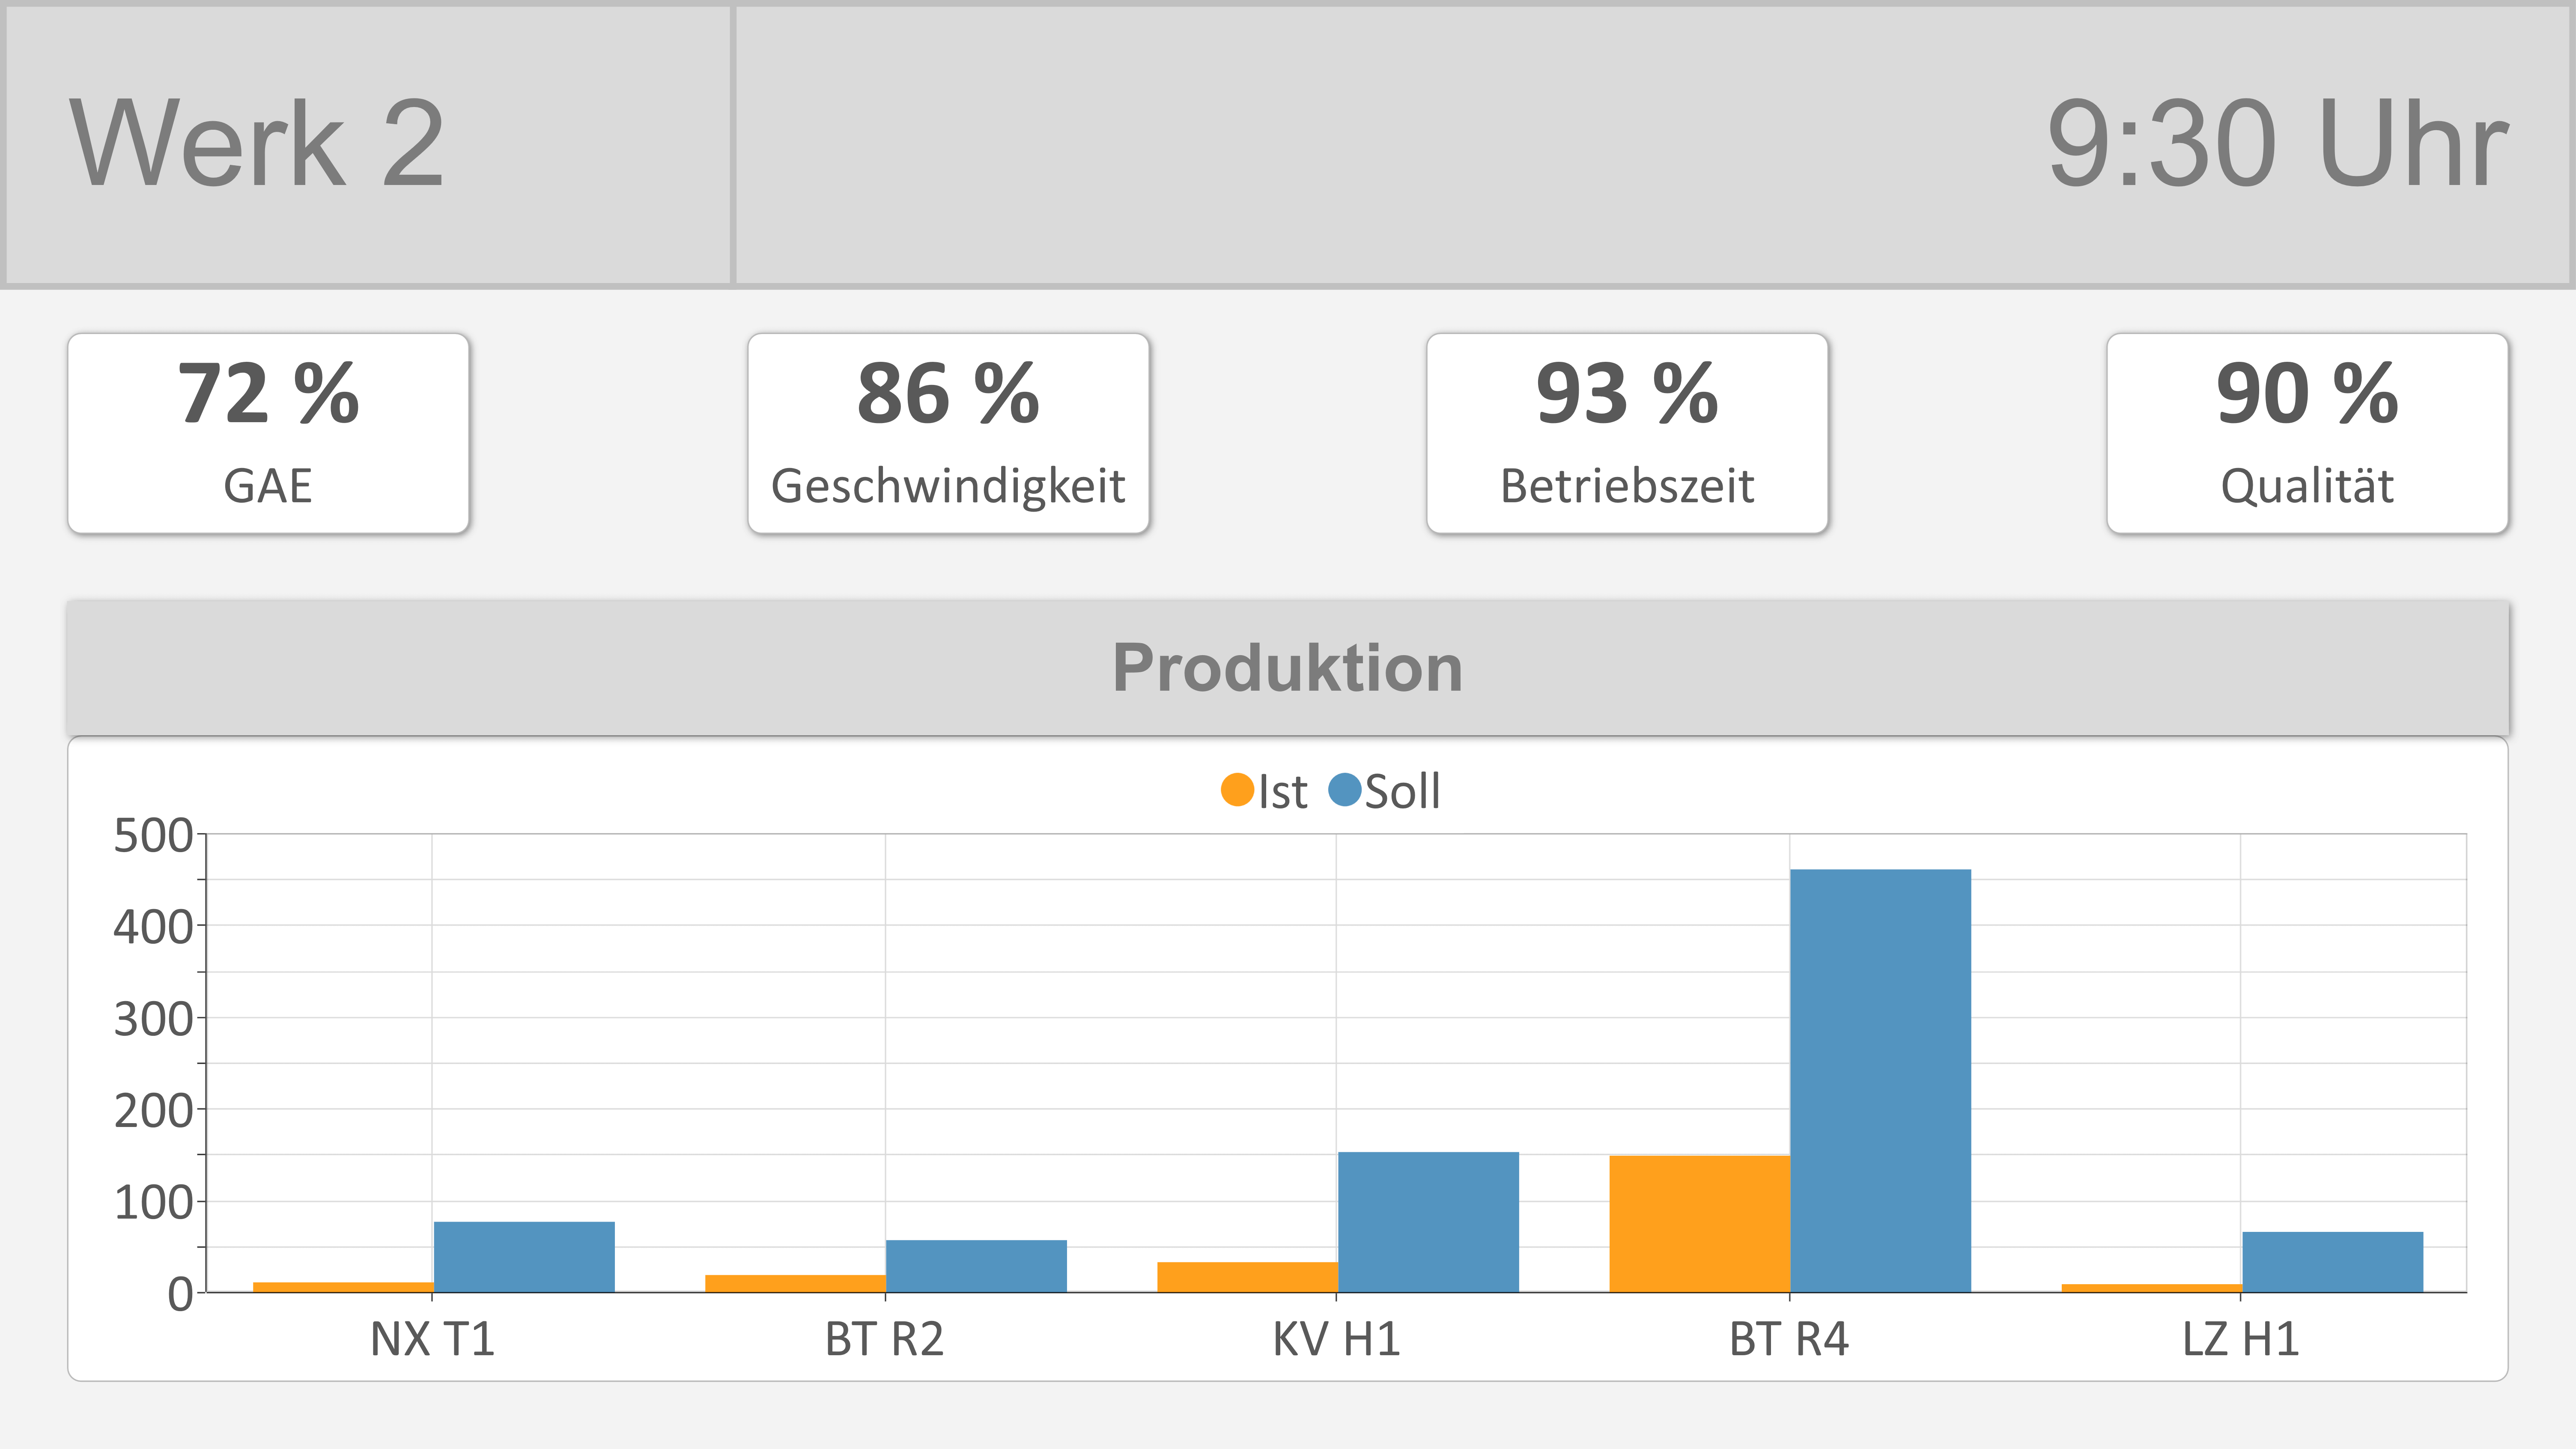 Werk 2
9:30 Uhr
72 %
GAE
86 %
Geschwindigkeit
93 %
Betriebszeit
90 %
Qualität
Produktion
Ist Soll
500
400
300
200
100
0
NX T1 BT R2 KV H1 BT R4 LZ H1